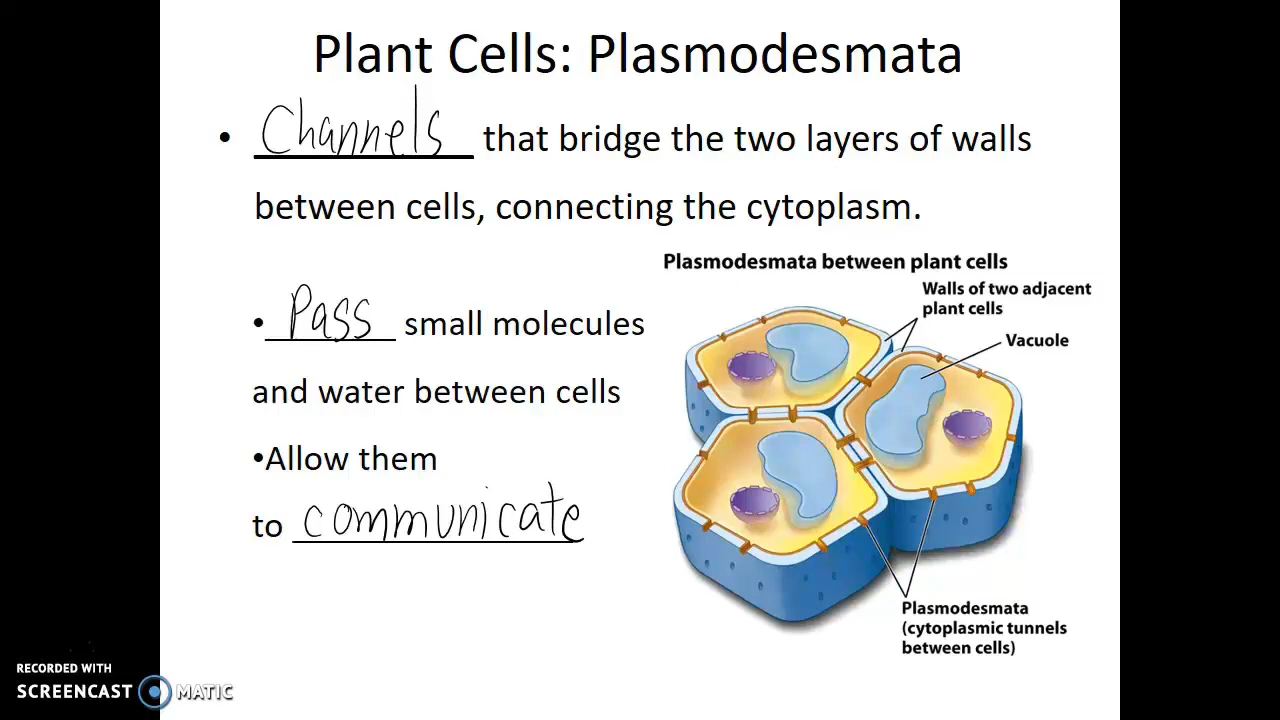 Plant Cells: Plasmodesmata
• Channels that bridge the two layers of walls
between cells, connecting the cytoplasm.
•Pass small molecules
and water between cells
•Allow them
to communicate
Plasmodesmata between plant cells
Walls of two adjacent
plant cells
Vacuole
Plasmodesmata
(cytoplasmic tunnels
between cells)
RECORDED WITH
SCREENCAST MATIC